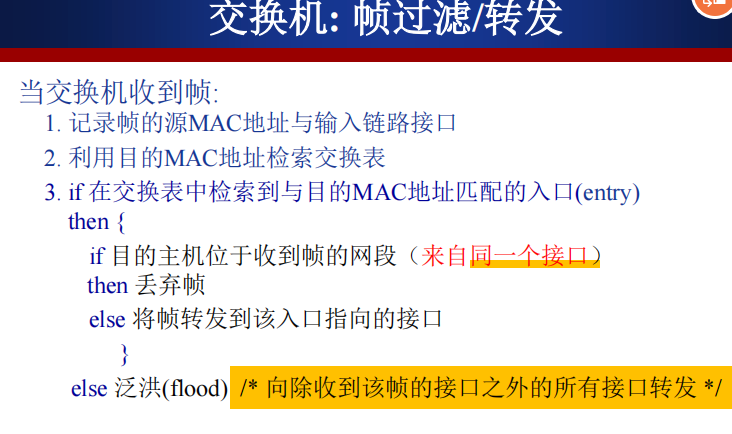 交换机: 帧过滤/转发
当交换机收到帧:
1. 记录帧的源MAC地址与输入链路接口
2. 利用目的MAC地址检索交换表
3. if 在交换表中检索到与目的MAC地址匹配的入口(entry)
then {
if 目的主机位于收到帧的网段（来自同一个接口）
then 丢弃帧
else 将帧转发到该入口指向的接口
}
else 泛洪(flood) /* 向除收到该帧的接口之外的所有接口转发 */